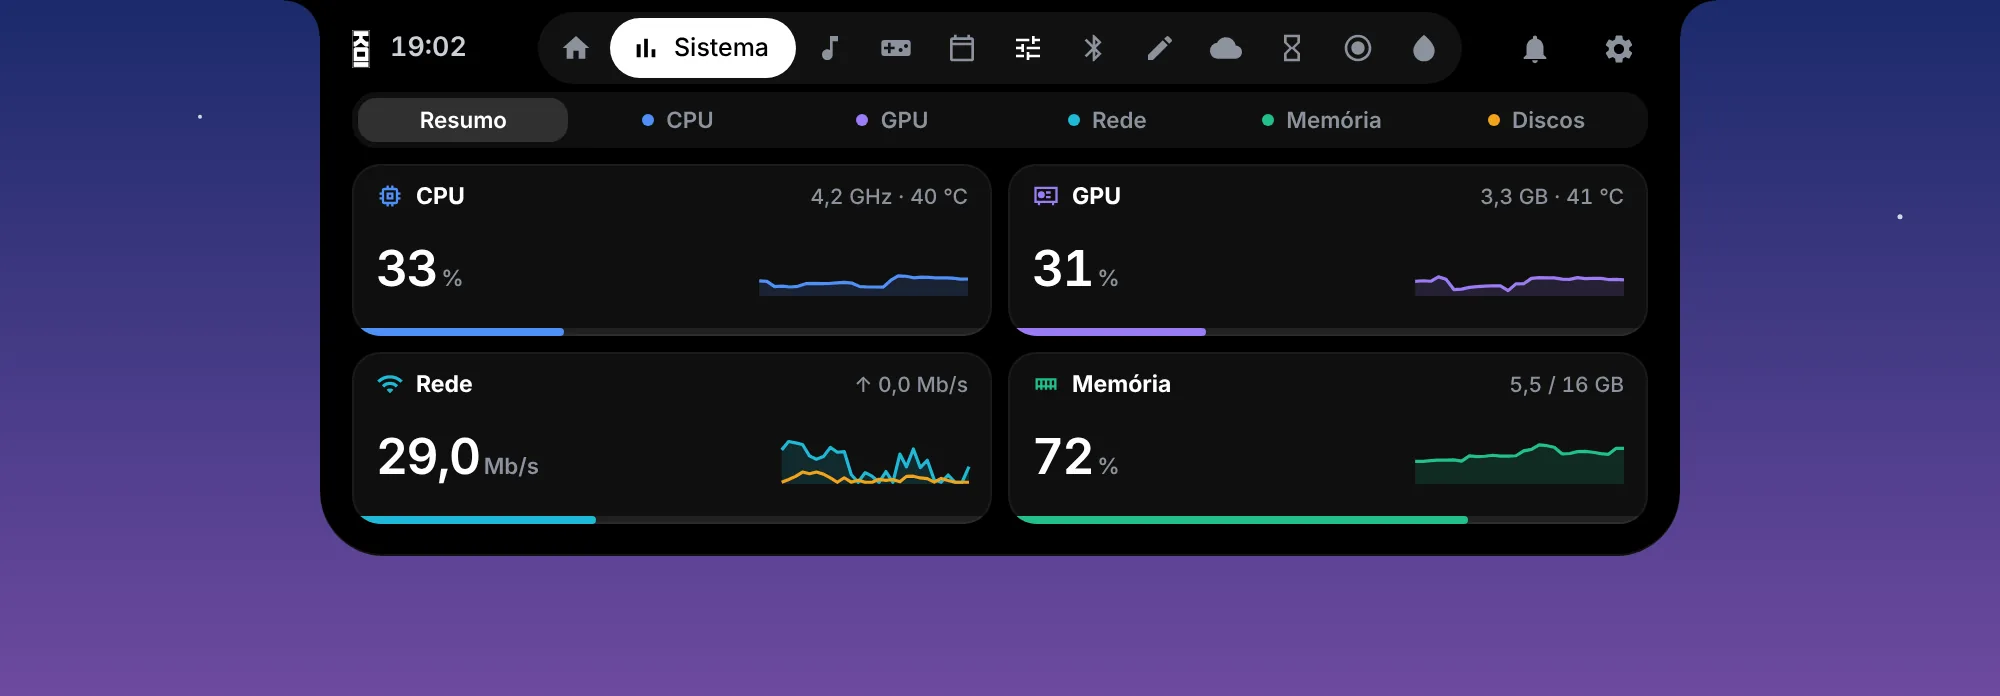 19:02 Sistema
Resumo CPU GPU Rede Memória Discos
CPU 4,2 GHz · 40 °C
33 %
GPU 3,3 GB · 41 °C
31 %
Rede ↑ 0,0 Mb/s
29,0 Mb/s
Memória 5,5 / 16 GB
72 %